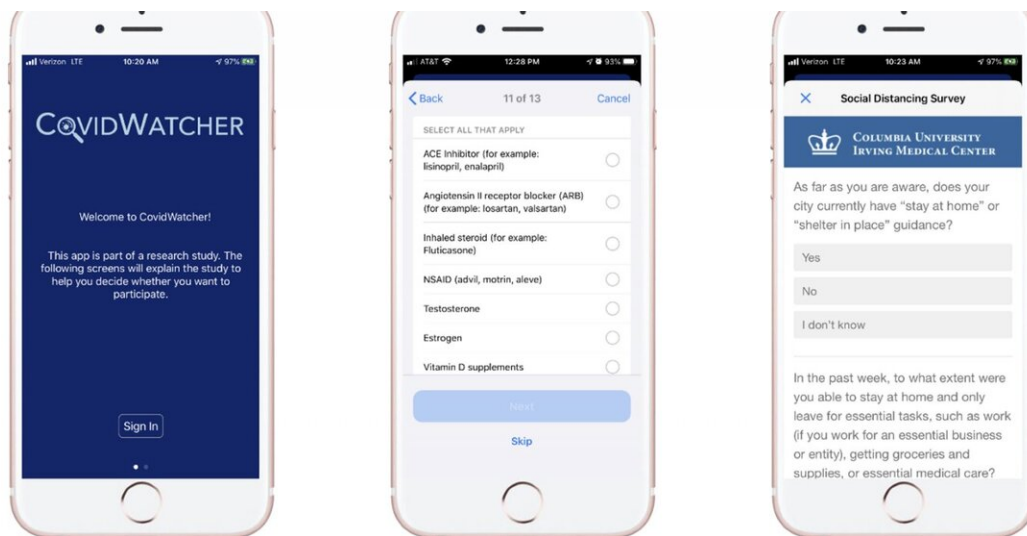 Verizon LTE 10:20 AM 97%
COVIDWATCHER
Welcome to CovidWatcher!
This app is part of a research study. The
following screens will explain the study to
help you decide whether you want to
participate.
Sign In
AT&T 12:28 PM 93%
Back 11 of 13 Cancel
SELECT ALL THAT APPLY
ACE Inhibitor (for example:
lisinopril, enalapril)
Angiotensin II receptor blocker (ARB)
(for example: losartan, valsartan)
Inhaled steroid (for example:
Fluticasone)
NSAID (advil, motrin, aleve)
Testosterone
Estrogen
Vitamin D supplements
Next
Skip
Verizon LTE 10:23 AM 97%
Social Distancing Survey
COLUMBIA UNIVERSITY
IRVING MEDICAL CENTER
As far as you are aware, does your
city currently have “stay at home” or
“shelter in place” guidance?
Yes
No
I don't know
In the past week, to what extent were
you able to stay at home and only
leave for essential tasks, such as work
(if you work for an essential business
or entity), getting groceries and
supplies, or essential medical care?